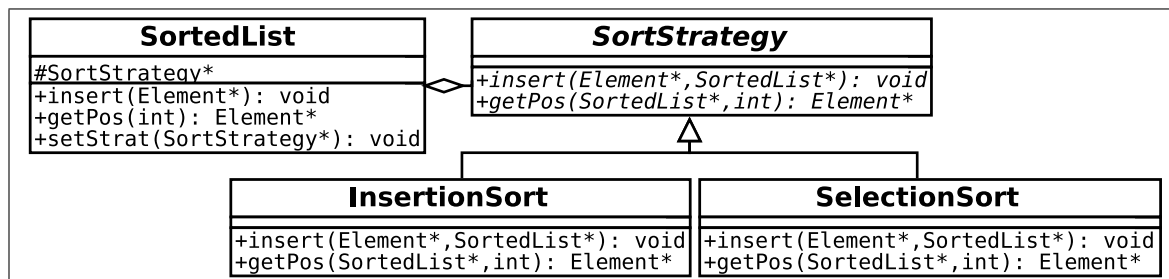 SortedList
#SortStrategy*
+insert(Element*): void
+getPos(int): Element*
+setStrat(SortStrategy*): void
SortStrategy
+insert(Element*,SortedList*): void
+getPos(SortedList*,int): Element*
InsertionSort
+insert(Element*,SortedList*): void
+getPos(SortedList*,int): Element*
SelectionSort
+insert(Element*,SortedList*): void
+getPos(SortedList*,int): Element*